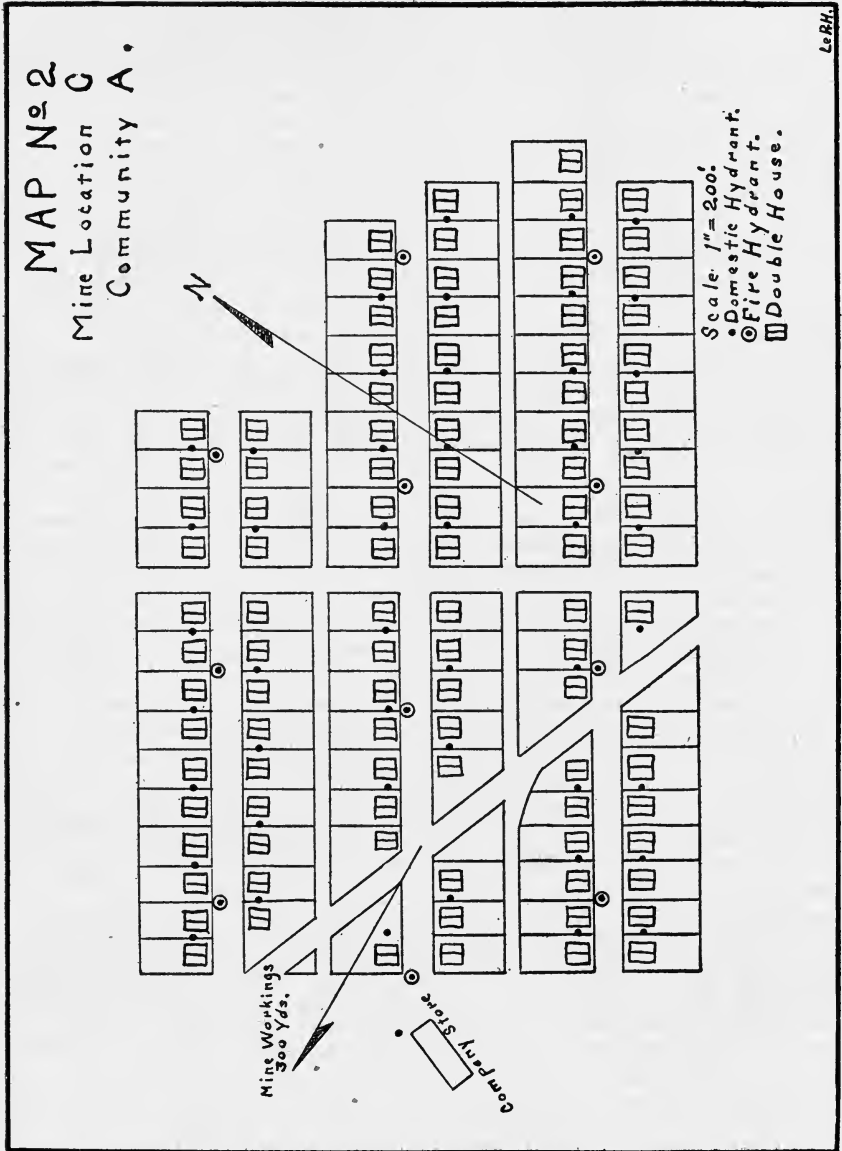 MAP Nº 2
Mine Location C
Community A.
N
Scale 1"=200'.
Domestic Hydrant.
Fire Hydrant.
Double House.
Mine Workings
300 Yds.
Company Store
LeRH.